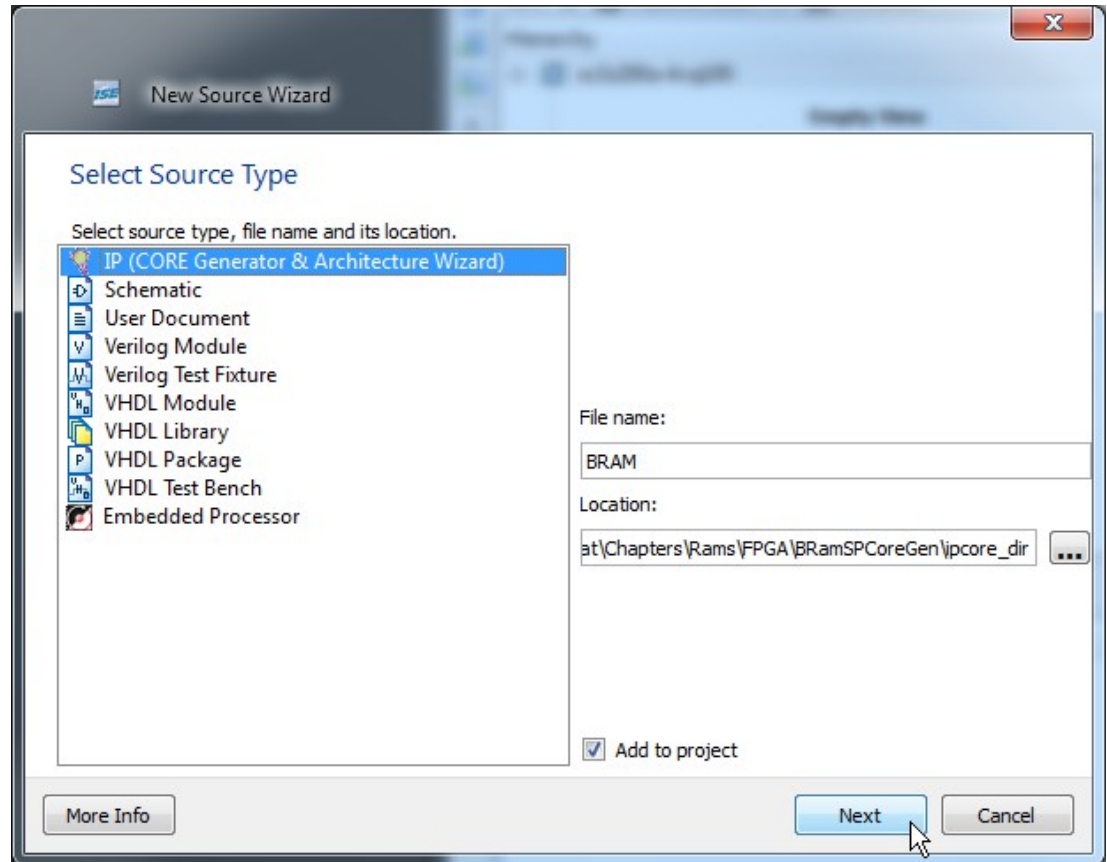 ISE New Source Wizard
Select Source Type
Select source type, file name and its location.
IP (CORE Generator & Architecture Wizard)
Schematic
User Document
Verilog Module
Verilog Test Fixture
VHDL Module
VHDL Library
VHDL Package
VHDL Test Bench
Embedded Processor
File name:
BRAM
Location:
at\Chapters\Rams\FPGA\BRamSPCoreGen\ipcore_dir
...
Add to project
More Info
Next
Cancel